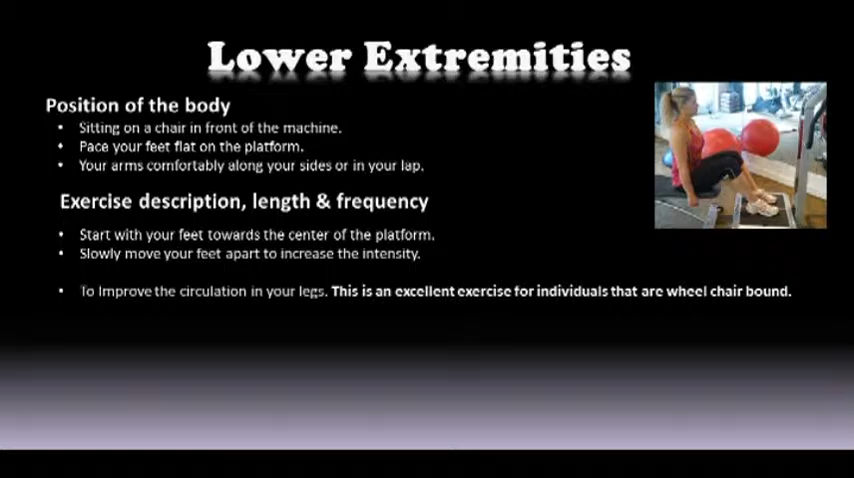 Lower Extremities
Position of the body
• Sitting on a chair in front of the machine.
• Pace your feet flat on the platform.
• Your arms comfortably along your sides or in your lap.
Exercise description, length & frequency
• Start with your feet towards the center of the platform.
• Slowly move your feet apart to increase the intensity.
• To Improve the circulation in your legs. This is an excellent exercise for individuals that are wheel chair bound.